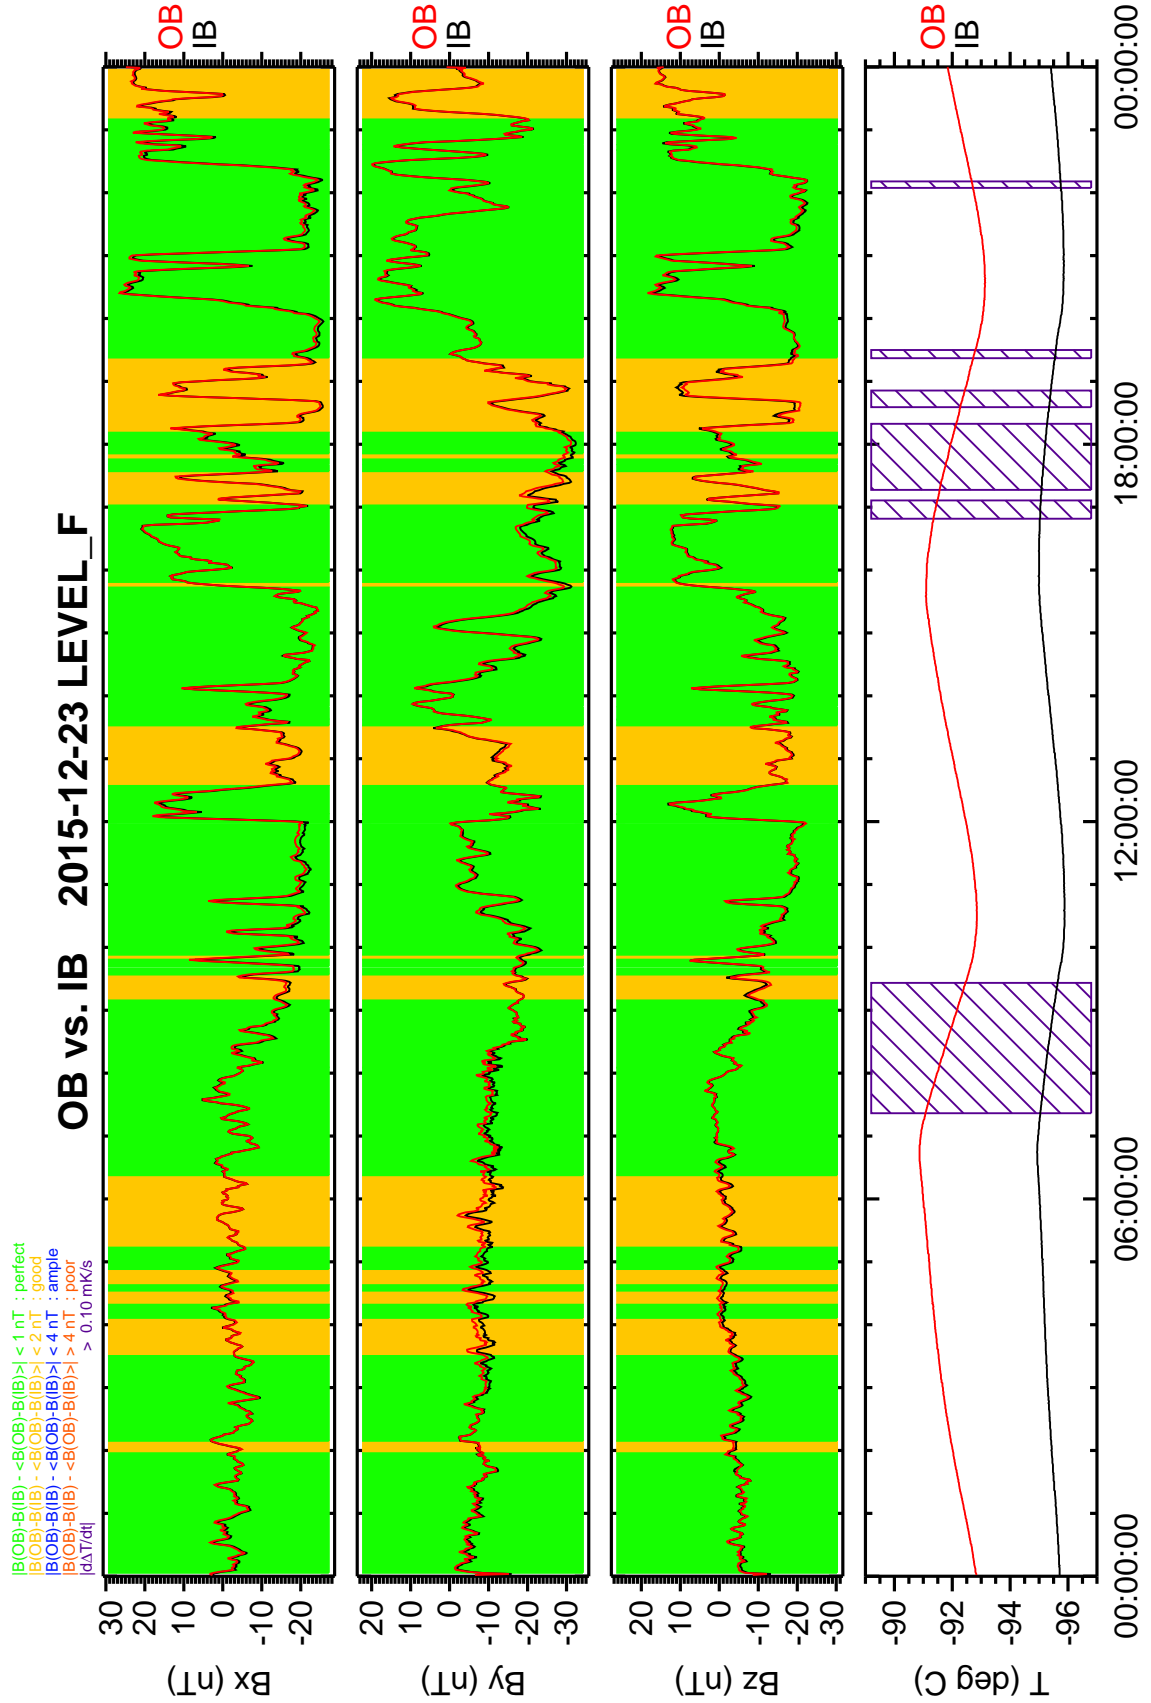 OB vs. IB 2015-12-23 LEVEL_F
|B(OB)-B(IB) - <B(OB)-B(IB)>| < 1 nT : perfect
|B(OB)-B(IB) - <B(OB)-B(IB)>| < 2 nT : good
|B(OB)-B(IB) - <B(OB)-B(IB)>| < 4 nT : ample
|B(OB)-B(IB) - <B(OB)-B(IB)>| > 4 nT : poor
|dΔT/dt| > 0.10 mK/s
Bx (nT)
30
20
10
0
-10
-20
OB
IB
By (nT)
20
10
0
-10
-20
-30
OB
IB
Bz (nT)
20
10
0
-10
-20
-30
OB
IB
T (deg C)
-90
-92
-94
-96
OB
IB
00:00:00
06:00:00
12:00:00
18:00:00
00:00:00